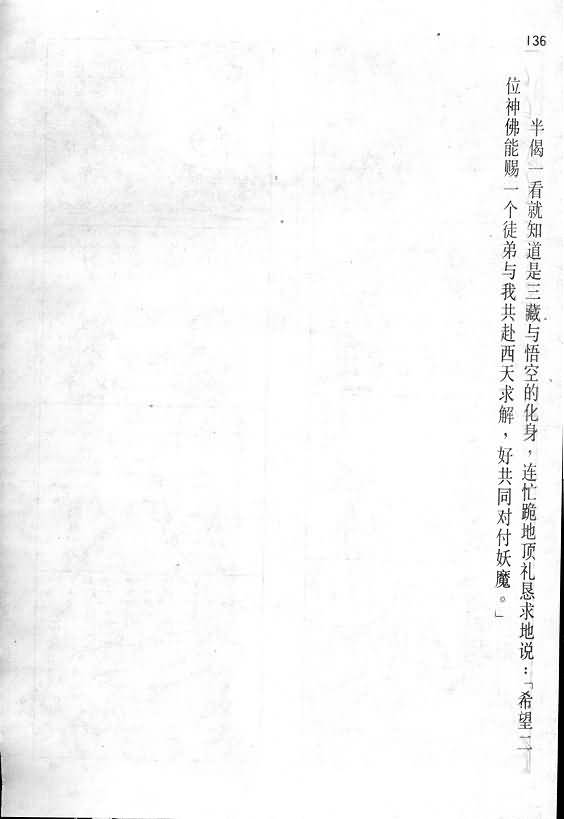 136
半偈一看就知道是三藏与悟空的化身，连忙跪地顶礼恳求地说：「希望二
位神佛能赐一个徒弟与我共赴西天求解，好共同对付妖魔。」